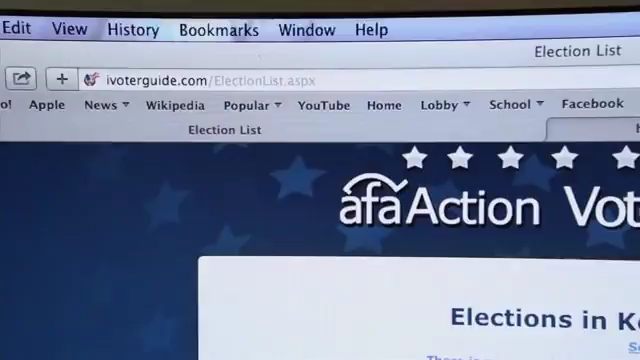 Edit View History Bookmarks Window Help
Election List
ivoterguide.com/ElectionList.aspx
Apple News Wikipedia Popular YouTube Home Lobby School Facebook
Election List
afaAction
Elections in